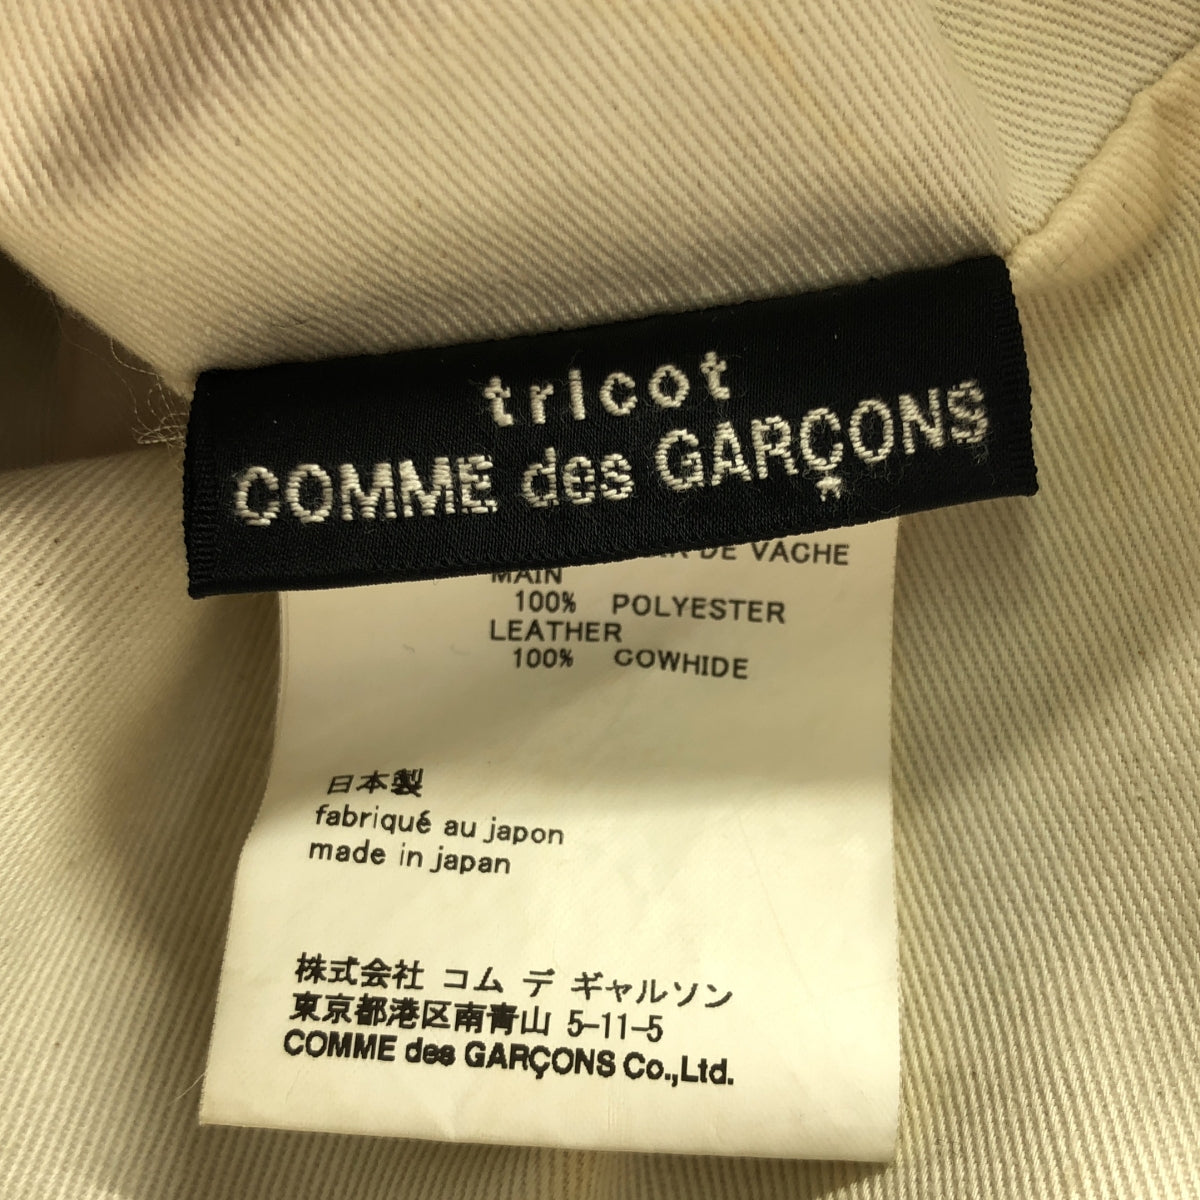 tricot
COMME des GARÇONS
DE VACHE
MAIN
100% POLYESTER
LEATHER
100% COWHIDE
日本製
fabriqué au japon
made in japan
株式会社 コム デ ギャルソン
東京都港区南青山 5-11-5
COMME des GARÇONS Co.,Ltd.